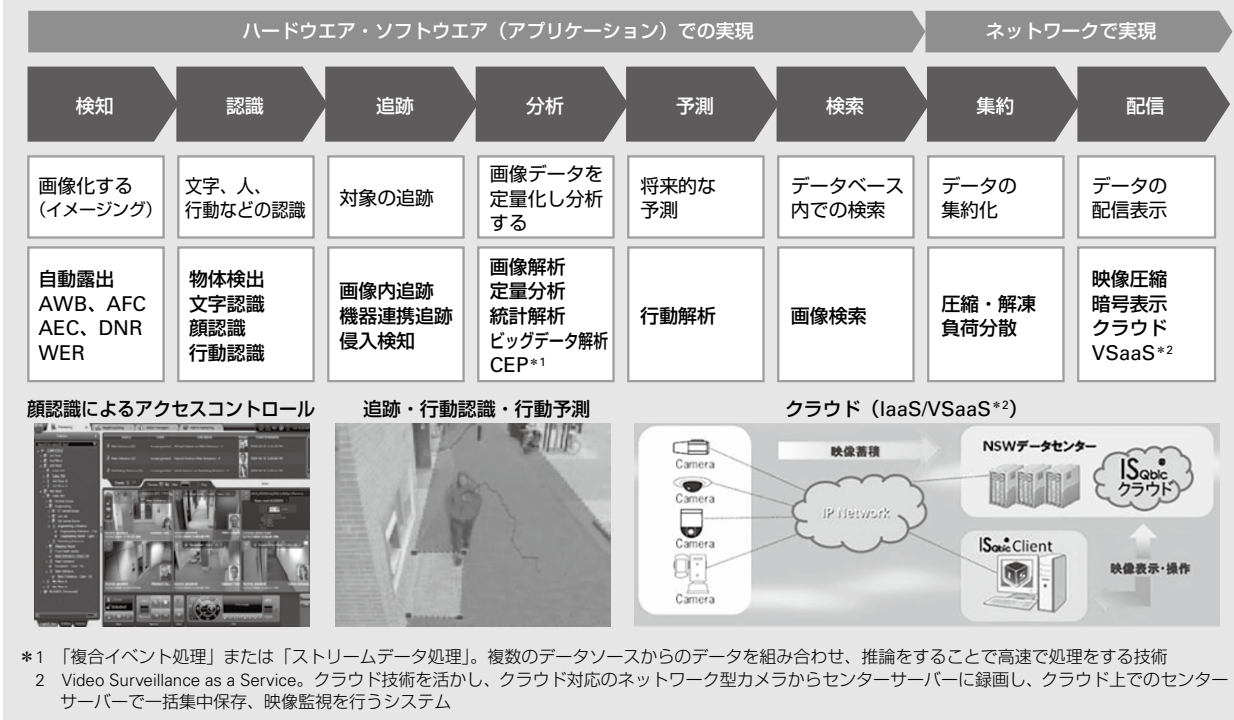 ハードウエア・ソフトウエア（アプリケーション）での実現
ネットワークで実現
検知
認識
追跡
分析
予測
検索
集約
配信
画像化する
（イメージング）
文字、人、
行動などの認識
対象の追跡
画像データを
定量化し分析
する
将来的な
予測
データベース
内での検索
データの
集約化
データの
配信表示
自動露出
AWB、AFC
AEC、DNR
WER
物体検出
文字認識
顔認識
行動認識
画像内追跡
機器連携追跡
侵入検知
画像解析
定量分析
統計解析
ビッグデータ解析
CEP*1
行動解析
画像検索
圧縮・解凍
負荷分散
映像圧縮
暗号表示
クラウド
VSaaS*2
顔認識によるアクセスコントロール
追跡・行動認識・行動予測
クラウド（IaaS/VSaaS*2）
Camera
Camera
Camera
Camera
映像蓄積
IP Network
NSWデータセンター
ISQbic
クラウド
ISQbic Client
映像表示・操作
*1 「複合イベント処理」または「ストリームデータ処理」。複数のデータソースからのデータを組み合わせ、推論をすることで高速で処理をする技術
2 Video Surveillance as a Service。クラウド技術を活かし、クラウド対応のネットワーク型カメラからセンターサーバーに録画し、クラウド上でのセンター
サーバーで一括集中保存、映像監視を行うシステム